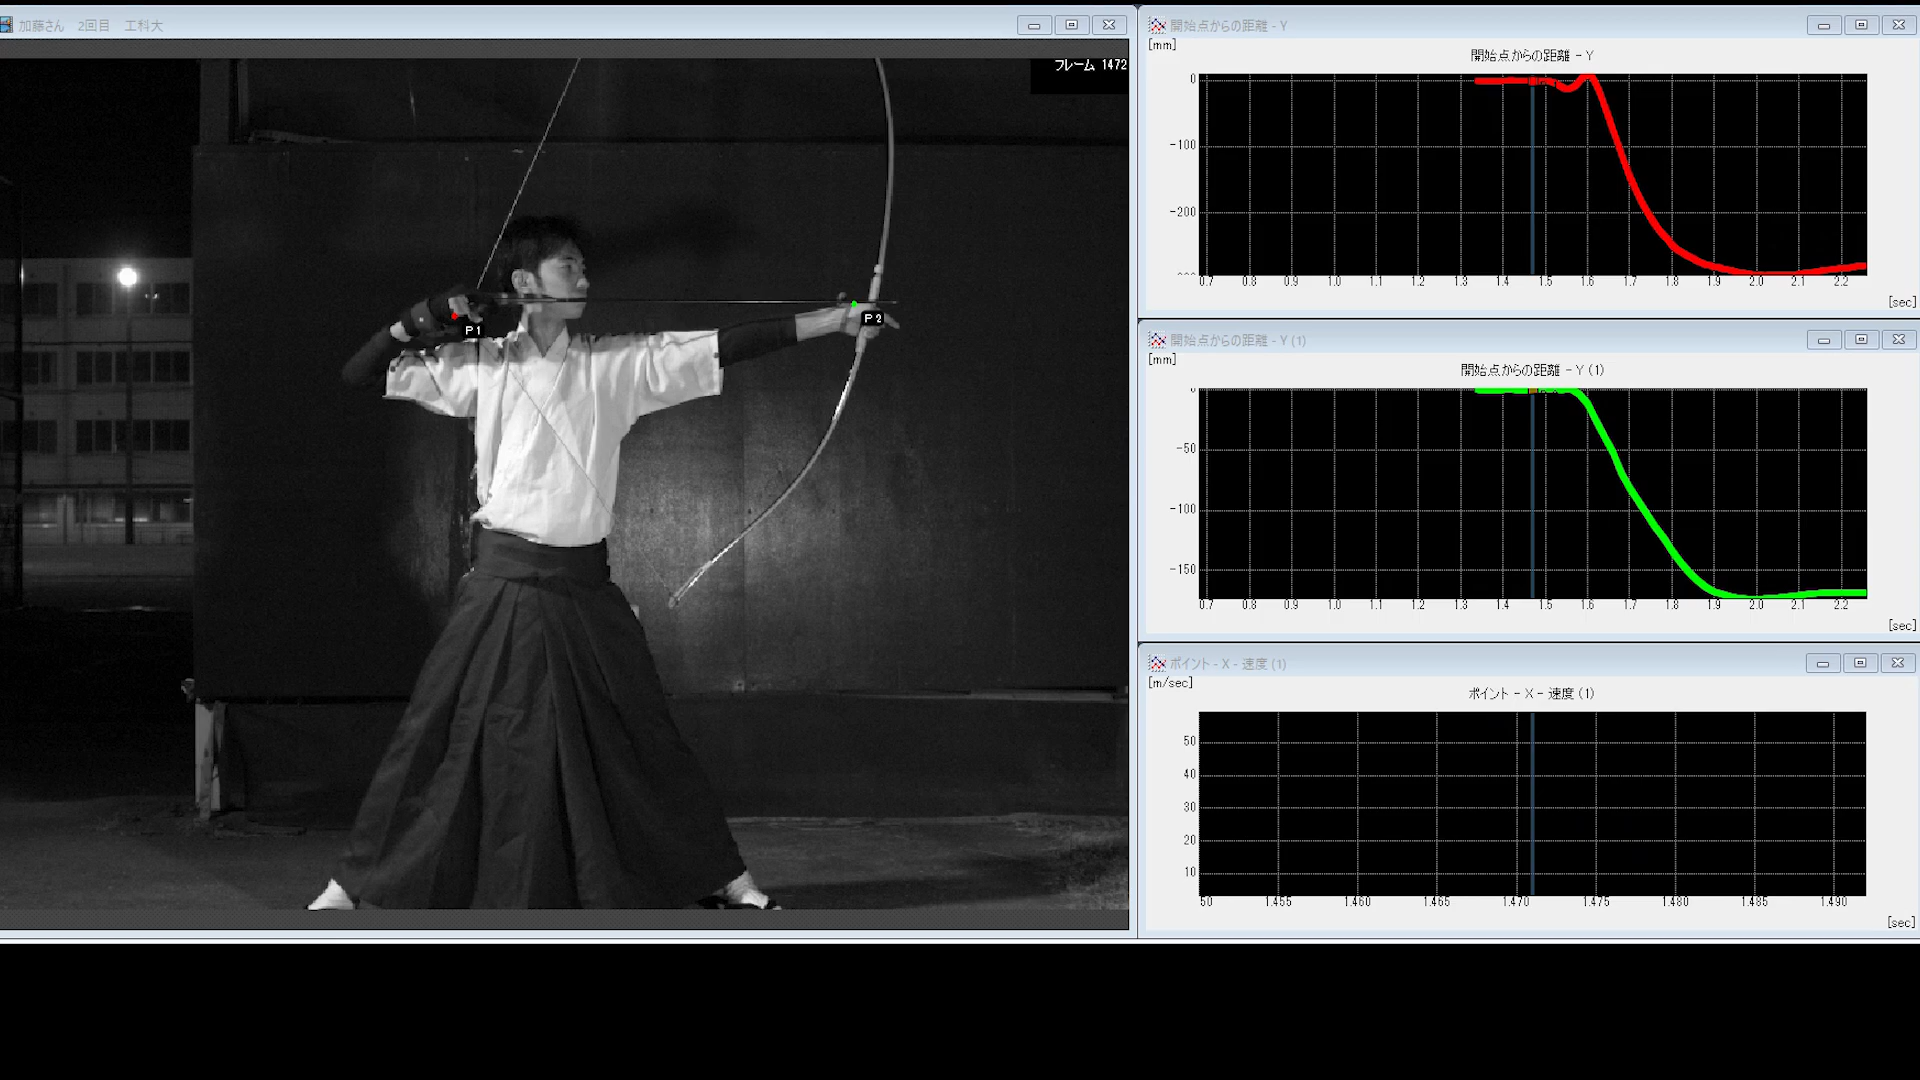 加藤さん 2回目 工科大
フレーム 1472
P1
P2
開始点からの距離 - Y
[mm]
開始点からの距離 - Y
0
-100
-200
0.7 0.8 0.9 1.0 1.1 1.2 1.3 1.4 1.5 1.6 1.7 1.8 1.9 2.0 2.1 2.2
[sec]
開始点からの距離 - Y (1)
[mm]
開始点からの距離 - Y (1)
0
-50
-100
-150
0.7 0.8 0.9 1.0 1.1 1.2 1.3 1.4 1.5 1.6 1.7 1.8 1.9 2.0 2.1 2.2
[sec]
ポイント - X - 速度 (1)
[m/sec]
ポイント - X - 速度 (1)
50
40
30
20
10
50 1.455 1.460 1.465 1.470 1.475 1.480 1.485 1.490
[sec]